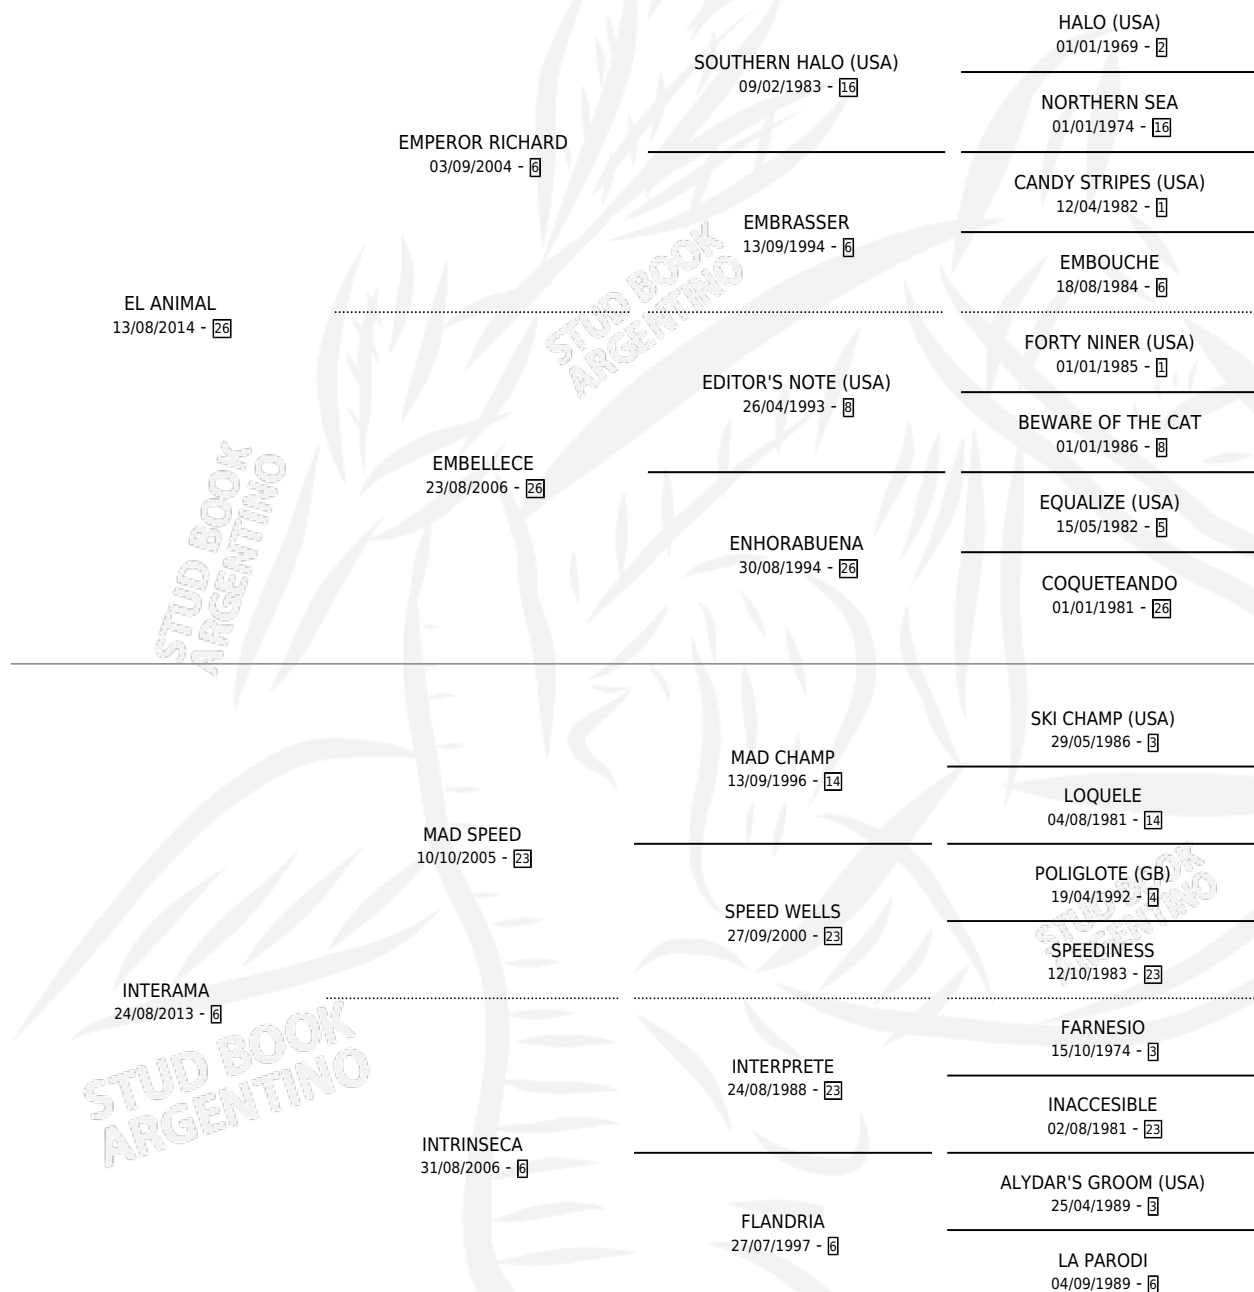 HALO (USA)
01/01/1969 - 2
SOUTHERN HALO (USA)
09/02/1983 - 16
NORTHERN SEA
01/01/1974 - 16
EMPEROR RICHARD
03/09/2004 - 6
CANDY STRIPES (USA)
12/04/1982 - 1
EMBRASSER
13/09/1994 - 6
EMBOUCHE
18/08/1984 - 6
EL ANIMAL
13/08/2014 - 26
FORTY NINER (USA)
01/01/1985 - 1
EDITOR'S NOTE (USA)
26/04/1993 - 8
BEWARE OF THE CAT
01/01/1986 - 8
EMBELLECE
23/08/2006 - 26
EQUALIZE (USA)
15/05/1982 - 5
ENHORABUENA
30/08/1994 - 26
COQUETEANDO
01/01/1981 - 26
SKI CHAMP (USA)
29/05/1986 - 3
MAD CHAMP
13/09/1996 - 14
LOQUELE
04/08/1981 - 14
MAD SPEED
10/10/2005 - 23
POLIGLOTE (GB)
19/04/1992 - 4
SPEED WELLS
27/09/2000 - 23
SPEEDINESS
12/10/1983 - 23
INTERAMA
24/08/2013 - 6
FARNESIO
15/10/1974 - 3
INTERPRETE
24/08/1988 - 23
INACCESIBLE
02/08/1981 - 23
INTRINSECA
31/08/2006 - 6
ALYDAR'S GROOM (USA)
25/04/1989 - 3
FLANDRIA
27/07/1997 - 6
LA PARODI
04/09/1989 - 6
STUD BOOK
ARGENTINO
STUD BOOK
ARGENTINO
STUD BOOK
ARGENTINO
STUD BOOK
ARGENTINO